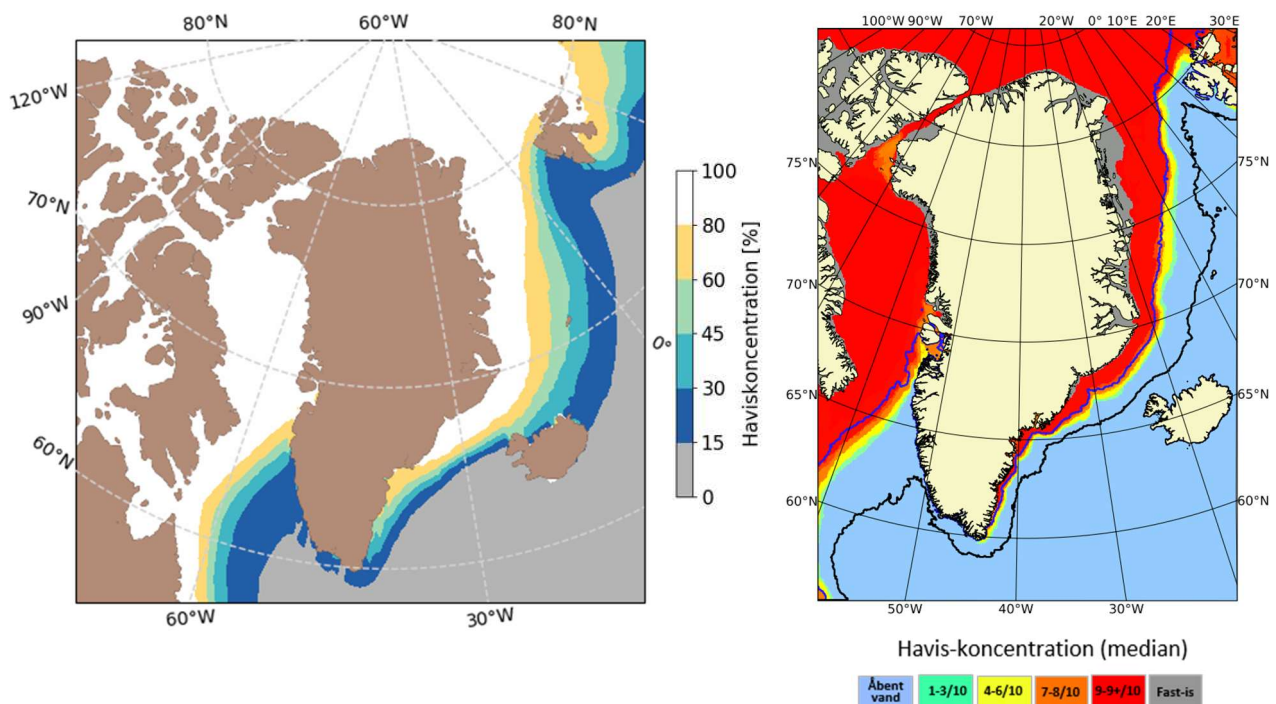 80°N
60°W
80°N
120°W
70°N
90°W
60°N
0°
60°W
30°W
100
80
60
45
30
15
0
Haviskoncentration [%]
100°W 90°W 70°W 20°W 0° 10°E 20°E 30°E
75°N
75°N
70°N
70°N
65°N
65°N
60°N
60°N
50°W 40°W 30°W
Havis-koncentration (median)
Åbent vand
1-3/10
4-6/10
7-8/10
9-9+/10
Fast-is